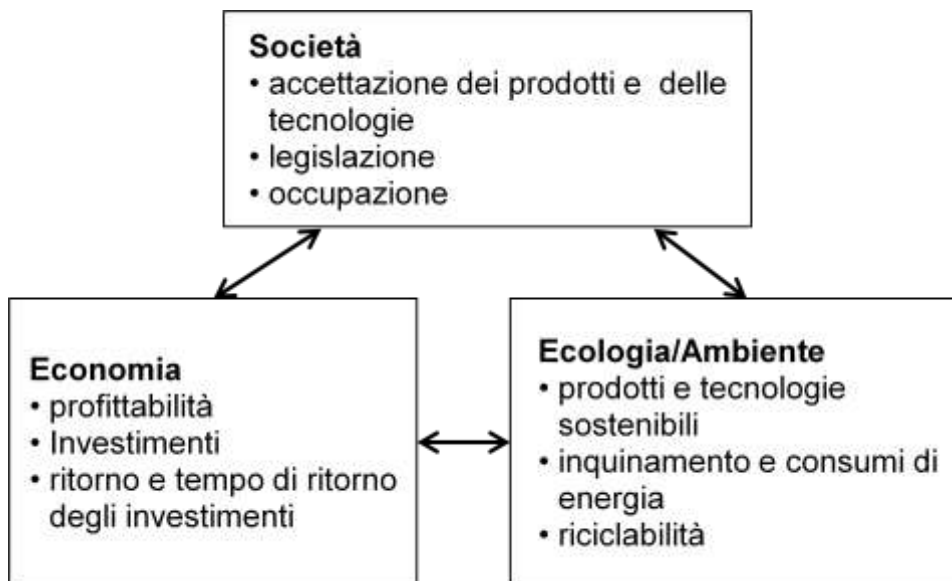 Società
• accettazione dei prodotti e delle
tecnologie
• legislazione
• occupazione
Economia
• profittabilità
• Investimenti
• ritorno e tempo di ritorno
degli investimenti
Ecologia/Ambiente
• prodotti e tecnologie
sostenibili
• inquinamento e consumi di
energia
• riciclabilità